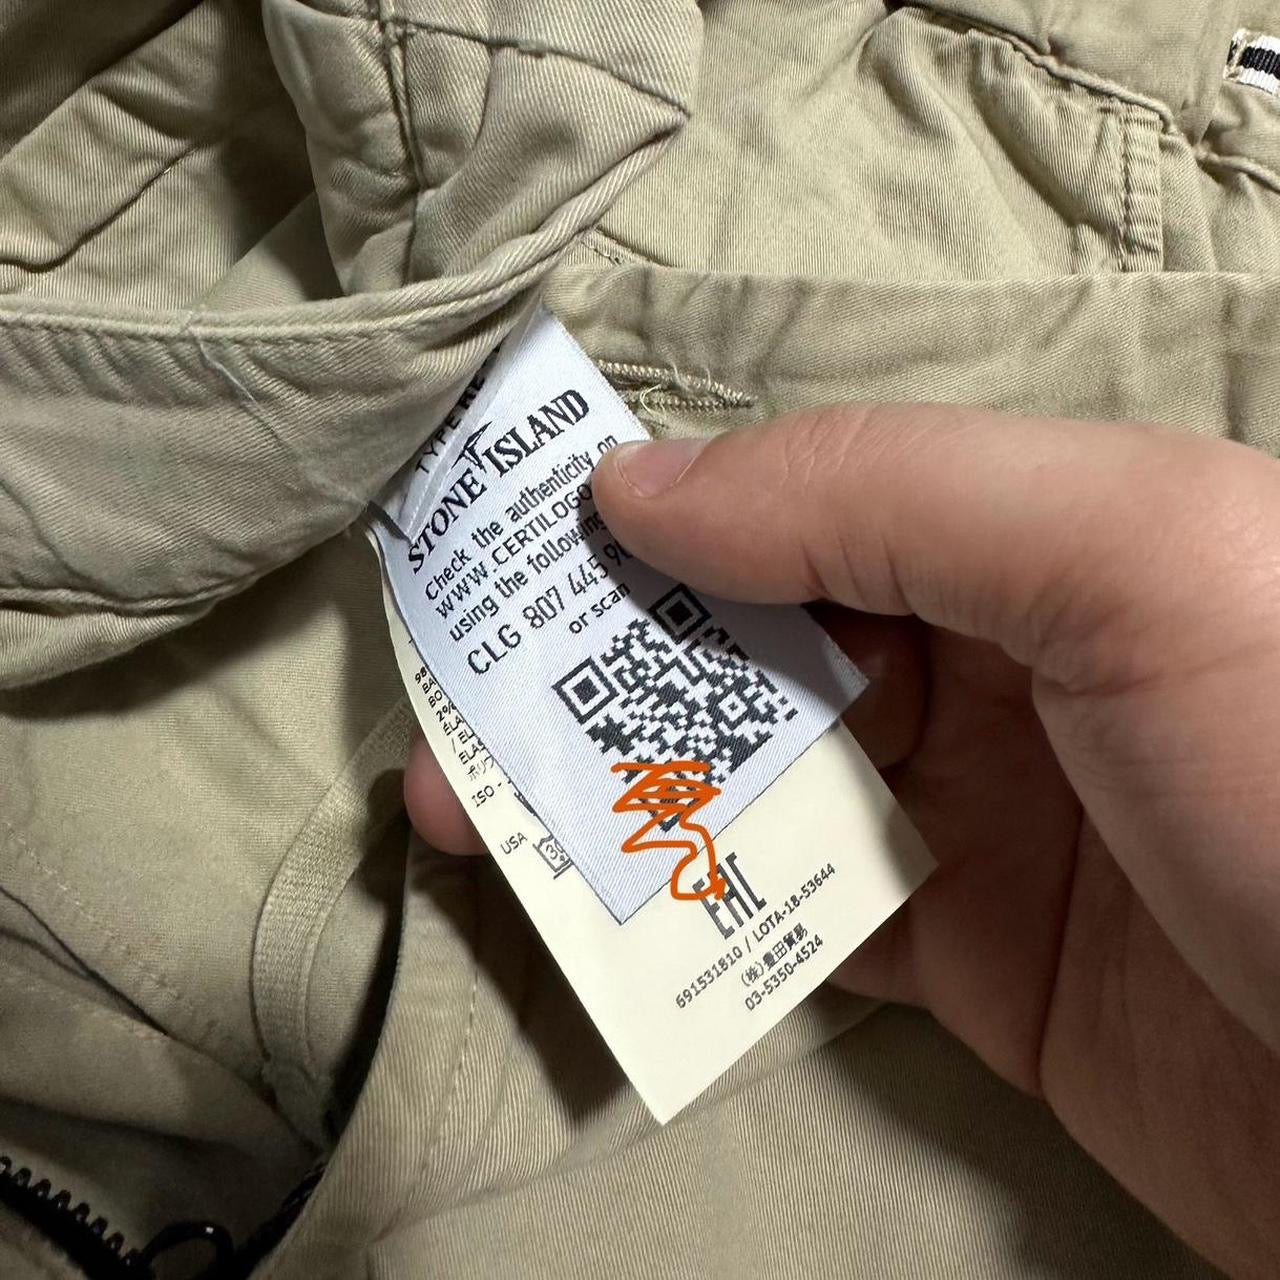 TYPE RE
STONE ISLAND
Check the authenticity on
WWW.CERTILOGO
using the following
CLG 807 445 9
or scan
2%
ISO -
USA
EAC
691531810 / LOTA-18-53644
(株)豊田貿易
03-5350-4524